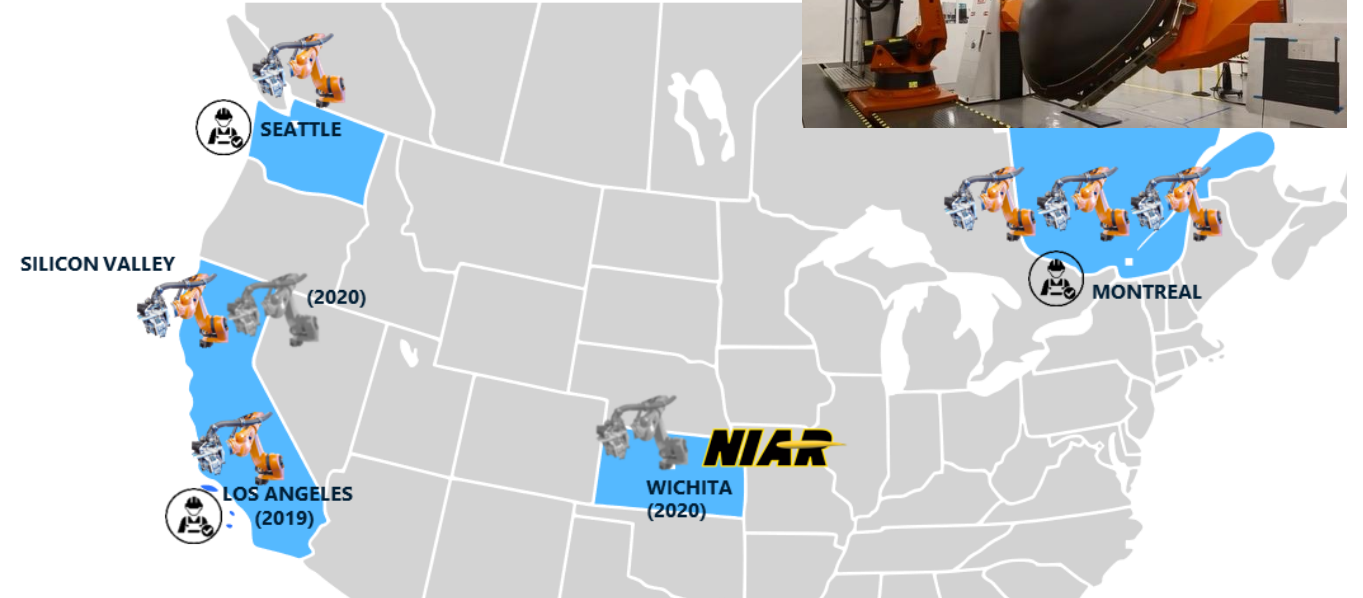 SEATTLE
SILICON VALLEY
(2020)
MONTREAL
NIAR
WICHITA
(2020)
LOS ANGELES
(2019)